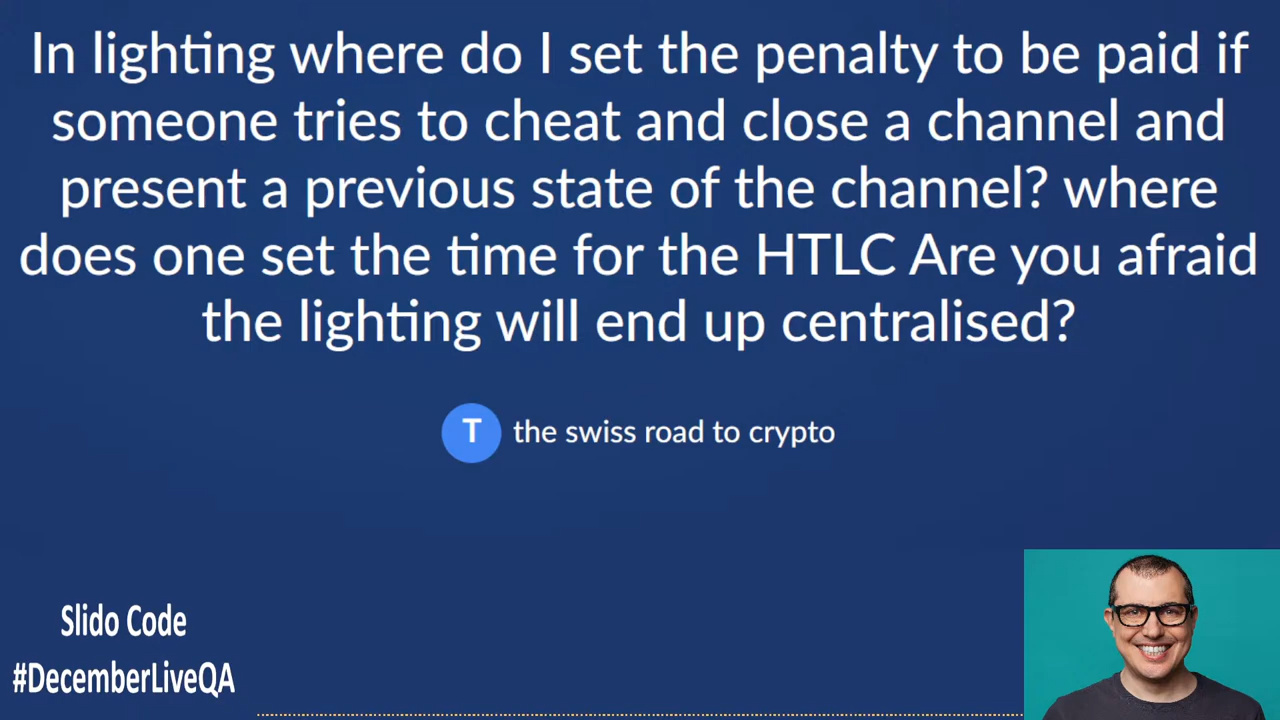 In lighting where do I set the penalty to be paid if
someone tries to cheat and close a channel and
present a previous state of the channel? where
does one set the time for the HTLC Are you afraid
the lighting will end up centralised?
T the swiss road to crypto
Slido Code
#DecemberLiveQA